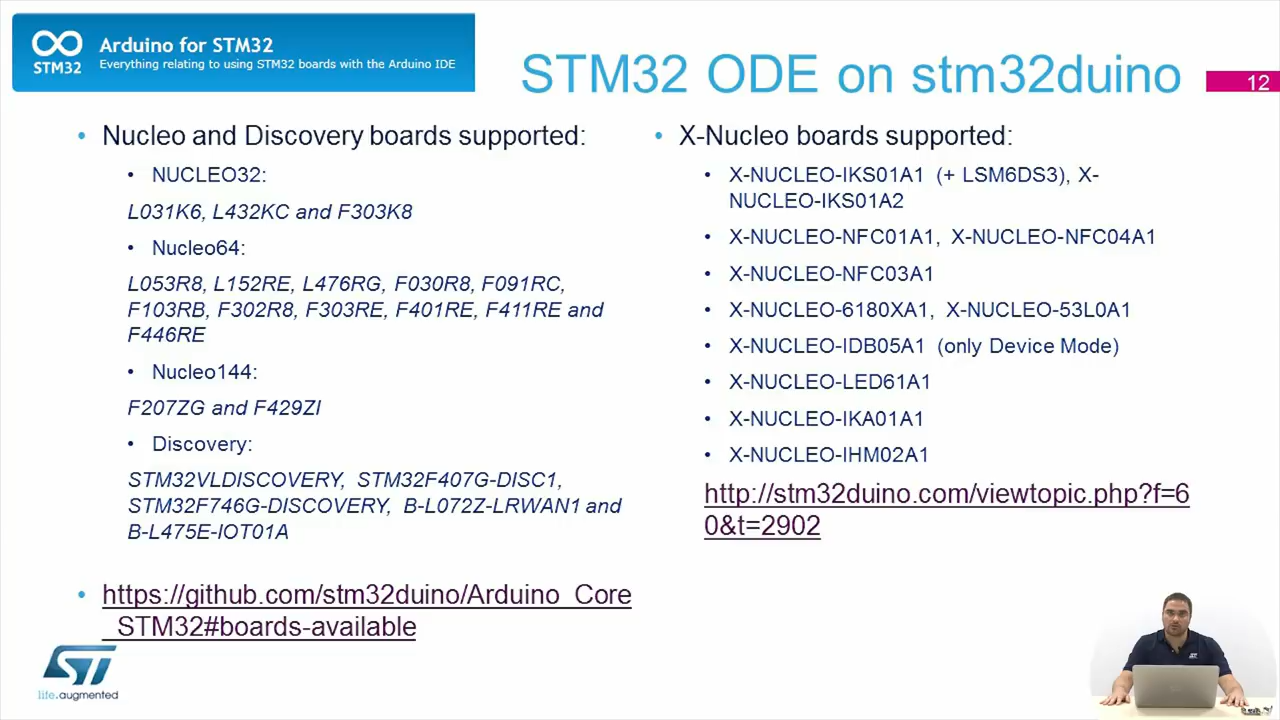 STM32
Arduino for STM32
Everything relating to using STM32 boards with the Arduino IDE
STM32 ODE on stm32duino
12
• Nucleo and Discovery boards supported:
• NUCLEO32:
L031K6, L432KC and F303K8
• Nucleo64:
L053R8, L152RE, L476RG, F030R8, F091RC,
F103RB, F302R8, F303RE, F401RE, F411RE and
F446RE
• Nucleo144:
F207ZG and F429ZI
• Discovery:
STM32VLDISCOVERY, STM32F407G-DISC1,
STM32F746G-DISCOVERY, B-L072Z-LRWAN1 and
B-L475E-IOT01A
• https://github.com/stm32duino/Arduino_Core
_STM32#boards-available
• X-Nucleo boards supported:
• X-NUCLEO-IKS01A1 (+ LSM6DS3), X-
NUCLEO-IKS01A2
• X-NUCLEO-NFC01A1, X-NUCLEO-NFC04A1
• X-NUCLEO-NFC03A1
• X-NUCLEO-6180XA1, X-NUCLEO-53L0A1
• X-NUCLEO-IDB05A1 (only Device Mode)
• X-NUCLEO-LED61A1
• X-NUCLEO-IKA01A1
• X-NUCLEO-IHM02A1
http://stm32duino.com/viewtopic.php?f=6
0&t=2902
ST
life.augmented